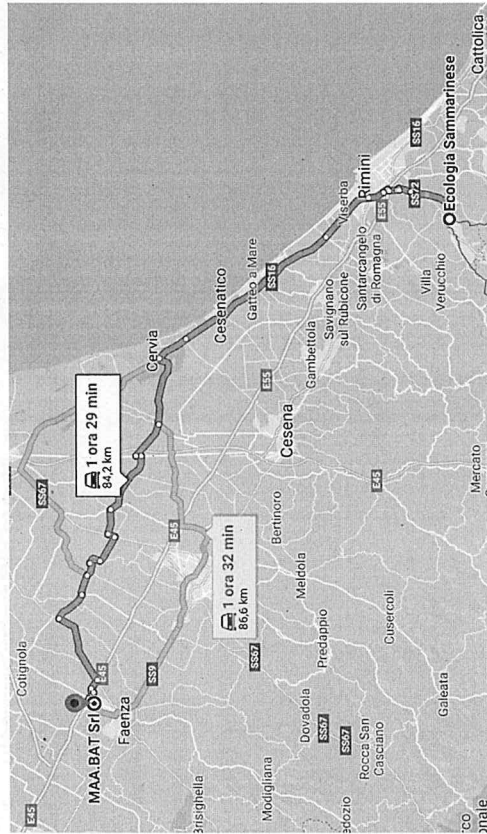 Cotignola
E45
MAA.BAT Srl
E45
Faenza
SS9
SS67
1 ora 29 min
84,2 km
Cervia
Cesenatico
Gatteo a Mare
SS16
E55
Viserba
Rimini
E55
SS72
SS16
Cattolica
Ecologia Sammarinese
Santarcangelo
di Romagna
Savignano
sul Rubicone
Villa
Verucchio
Gambettola
Cesena
E45
1 ora 32 min
86,6 km
Bertinoro
Meldola
SS67
Predappio
Dovadola
SS67
SS67
Rocca San
Casciano
Cusercoli
E45
Mercato
Galeata
Modigliana
Brisighella